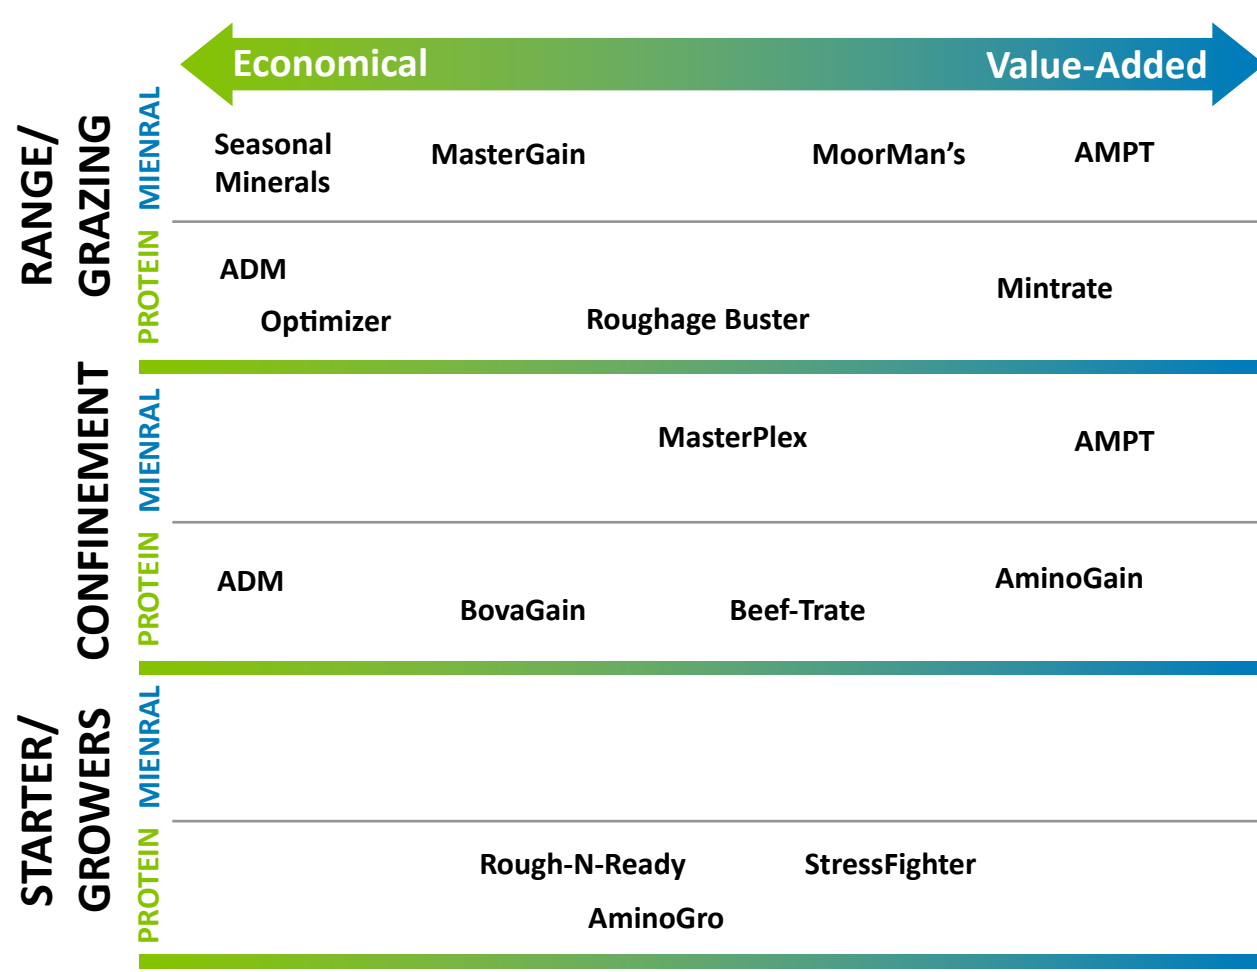 Economical
Value-Added
RANGE/
GRAZING
MIENRAL
Seasonal
Minerals
MasterGain
MoorMan’s
AMPT
PROTEIN
ADM
Optimizer
Roughage Buster
Mintrate
CONFINEMENT
MIENRAL
MasterPlex
AMPT
PROTEIN
ADM
BovaGain
Beef-Trate
AminoGain
STARTER/
GROWERS
MIENRAL
PROTEIN
Rough-N-Ready
StressFighter
AminoGro